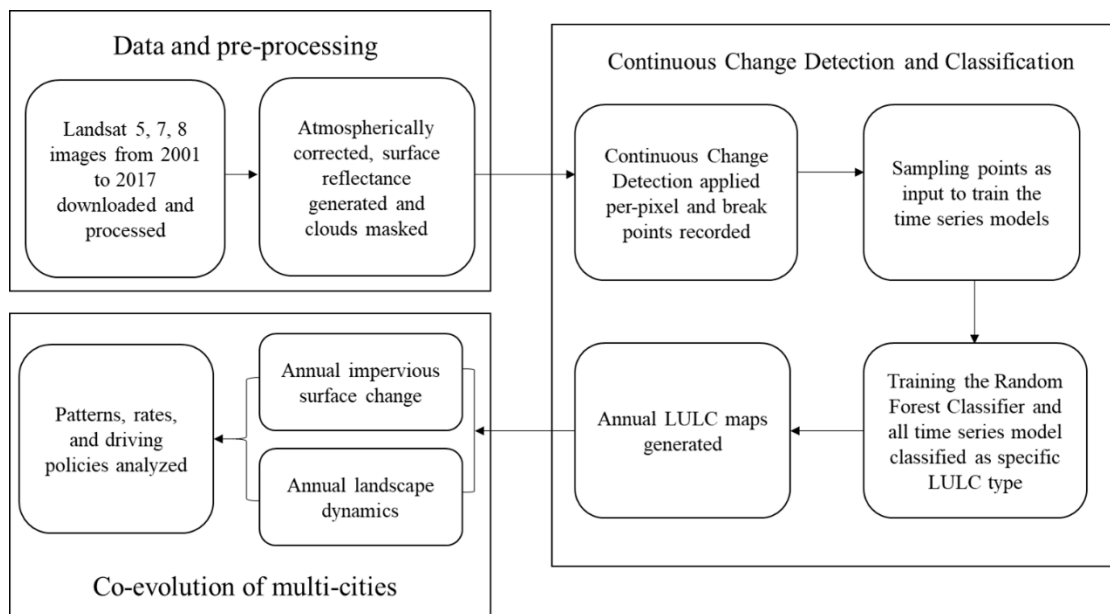 Data and pre-processing
Landsat 5, 7, 8
images from 2001
to 2017
downloaded and
processed
Atmospherically
corrected, surface
reflectance
generated and
clouds masked
Continuous Change Detection and Classification
Continuous Change
Detection applied
per-pixel and break
points recorded
Sampling points as
input to train the
time series models
Training the Random
Forest Classifier and
all time series model
classified as specific
LULC type
Annual LULC maps
generated
Annual impervious
surface change
Annual landscape
dynamics
Patterns, rates,
and driving
policies analyzed
Co-evolution of multi-cities